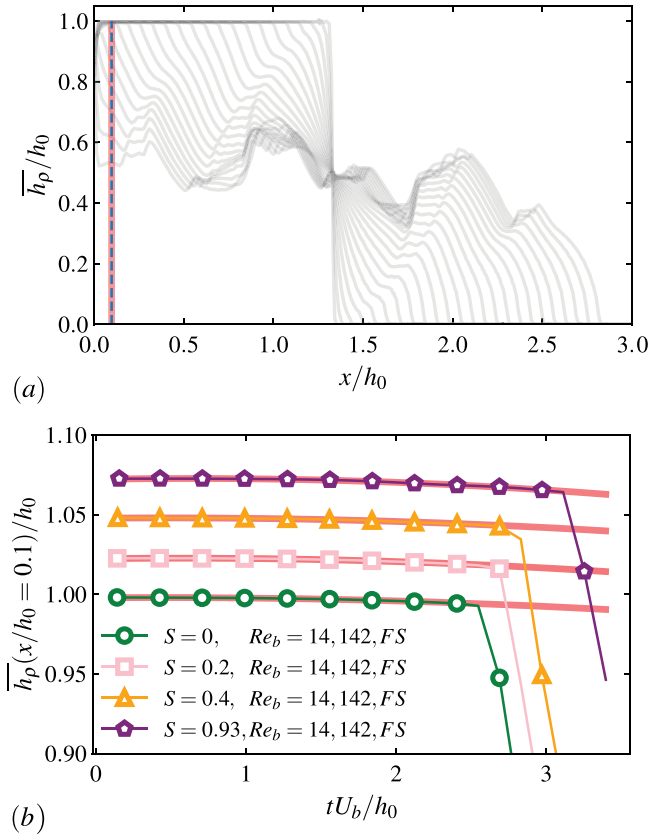 1.0
0.8
0.6
0.4
0.2
0.0
h̅ρ/h0
0.0 0.5 1.0 1.5 2.0 2.5 3.0
x/h0
(a)
1.10
1.05
1.00
0.95
0.90
h̅ρ(x/h0 = 0.1)/h0
S = 0, Reb = 14,142, FS
S = 0.2, Reb = 14,142, FS
S = 0.4, Reb = 14,142, FS
S = 0.93, Reb = 14,142, FS
0 1 2 3
tUb/h0
(b)